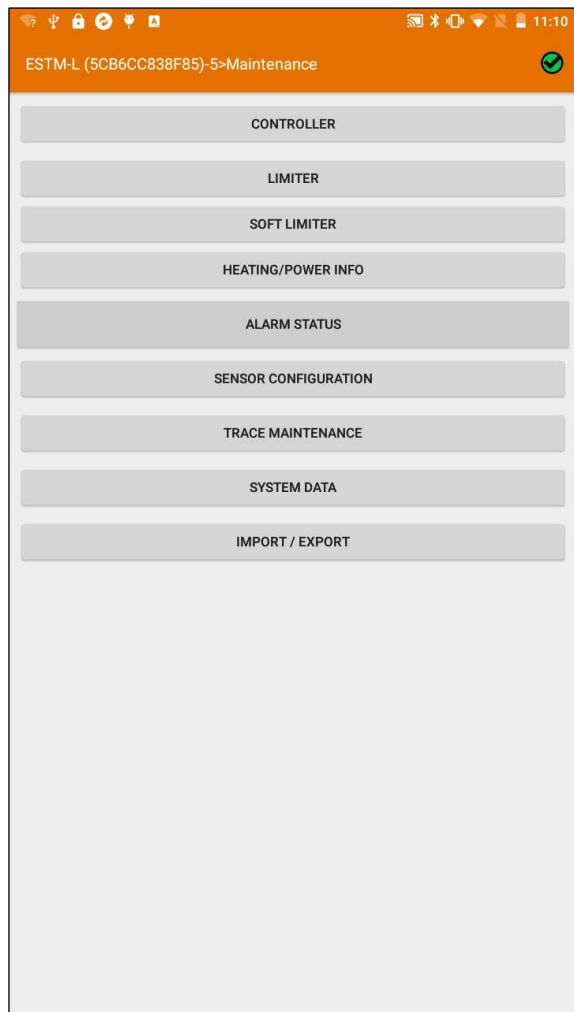 11:10
ESTM-L (5CB6CC838F85)-5>Maintenance
CONTROLLER
LIMITER
SOFT LIMITER
HEATING/POWER INFO
ALARM STATUS
SENSOR CONFIGURATION
TRACE MAINTENANCE
SYSTEM DATA
IMPORT / EXPORT